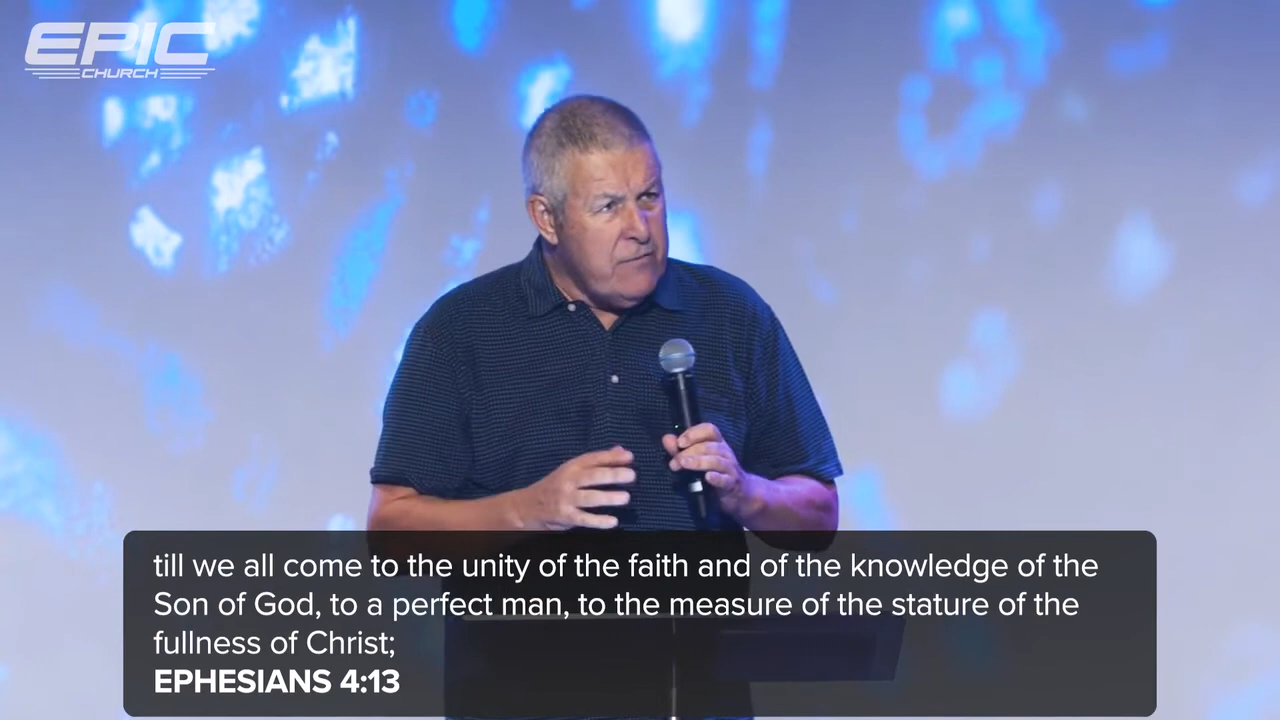 EPIC
CHURCH
till we all come to the unity of the faith and of the knowledge of the
Son of God, to a perfect man, to the measure of the stature of the
fullness of Christ;
EPHESIANS 4:13